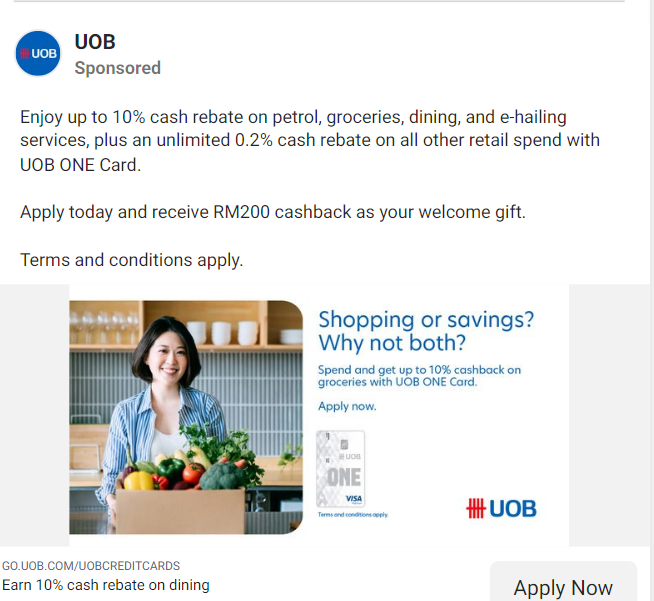 UOB
UOB
Sponsored
Enjoy up to 10% cash rebate on petrol, groceries, dining, and e-hailing
services, plus an unlimited 0.2% cash rebate on all other retail spend with
UOB ONE Card.
Apply today and receive RM200 cashback as your welcome gift.
Terms and conditions apply.
Shopping or savings?
Why not both?
Spend and get up to 10% cashback on
groceries with UOB ONE Card.
Apply now.
UOB
ONE
VISA
Terms and conditions apply.
UOB
GO.UOB.COM/UOBCREDITCARDS
Earn 10% cash rebate on dining
Apply Now